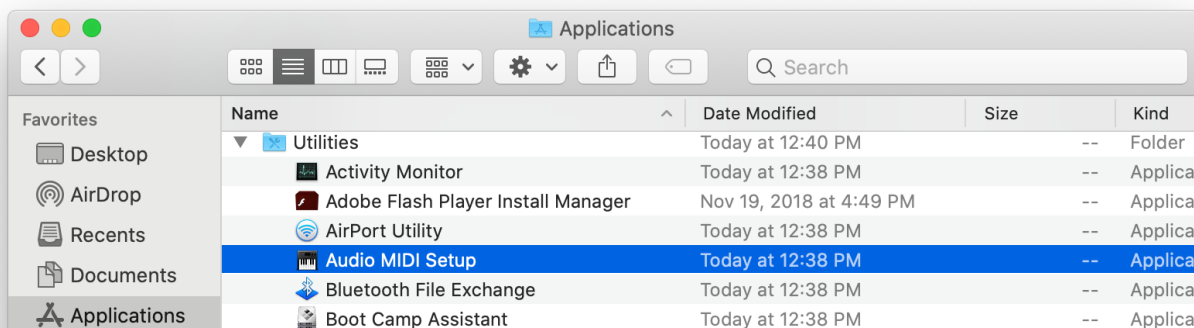 Applications
Search
Favorites
Desktop
AirDrop
Recents
Documents
Applications
Name Date Modified Size Kind
Utilities Today at 12:40 PM -- Folder
Activity Monitor Today at 12:38 PM -- Applica
Adobe Flash Player Install Manager Nov 19, 2018 at 4:49 PM -- Applica
AirPort Utility Today at 12:38 PM -- Applica
Audio MIDI Setup Today at 12:38 PM -- Applica
Bluetooth File Exchange Today at 12:38 PM -- Applica
Boot Camp Assistant Today at 12:38 PM -- Applica